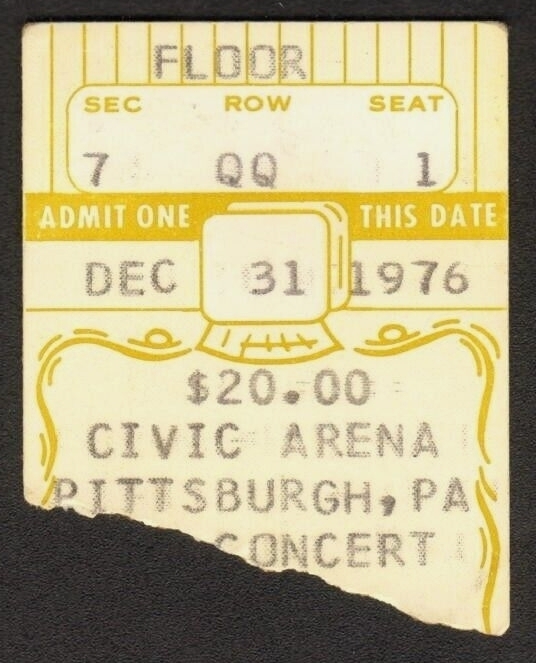 FLOOR
SEC ROW SEAT
7 QQ 1
ADMIT ONE THIS DATE
DEC 31 1976
$20.00
CIVIC ARENA
PITTSBURGH, PA
CONCERT